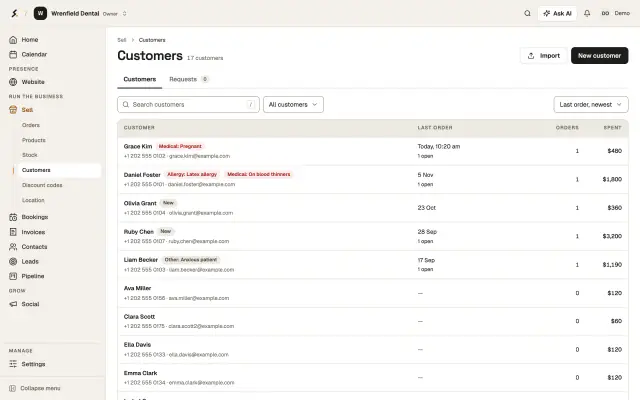 W Wrenfield Dental Owner
Ask AI
DO Demo
Home
Calendar
PRESENCE
Website
RUN THE BUSINESS
Sell
Orders
Products
Stock
Customers
Discount codes
Location
Bookings
Invoices
Contacts
Leads
Pipeline
GROW
Social
MANAGE
Settings
Collapse menu
Sell › Customers
Customers 17 customers
Import
New customer
Customers
Requests 0
Search customers /
All customers
Last order, newest
CUSTOMER LAST ORDER ORDERS SPENT
Grace Kim Medical: Pregnant Today, 10:20 am 1 $480
+1 202 555 0102 · grace.kim@example.com 1 open
Daniel Foster Allergy: Latex allergy Medical: On blood thinners 5 Nov 1 $1,800
+1 202 555 0101 · daniel.foster@example.com 1 open
Olivia Grant New 23 Oct 1 $360
+1 202 555 0104 · olivia.grant@example.com
Ruby Chen New 28 Sep 1 $3,200
+1 202 555 0107 · ruby.chen@example.com 1 open
Liam Becker Other: Anxious patient 17 Sep 1 $1,190
+1 202 555 0103 · liam.becker@example.com 1 open
Ava Miller — 0 $120
+1 202 555 0156 · ava.miller@example.com
Clara Scott — 0 $60
+1 202 555 0175 · clara.scott2@example.com
Ella Davis — 0 $120
+1 202 555 0133 · ella.davis@example.com
Emma Clark — 0 $120
+1 202 555 0134 · emma.clark@example.com